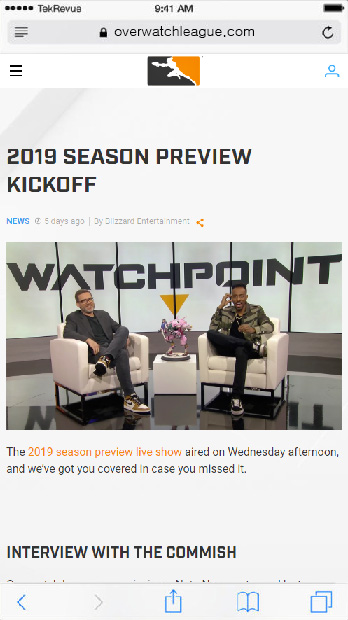 TekRevue 9:41 AM
overwatchleague.com
2019 SEASON PREVIEW
KICKOFF
NEWS 5 days ago | By Blizzard Entertainment
WATCHPOINT
The 2019 season preview live show aired on Wednesday afternoon,
and we've got you covered in case you missed it.
INTERVIEW WITH THE COMMISH